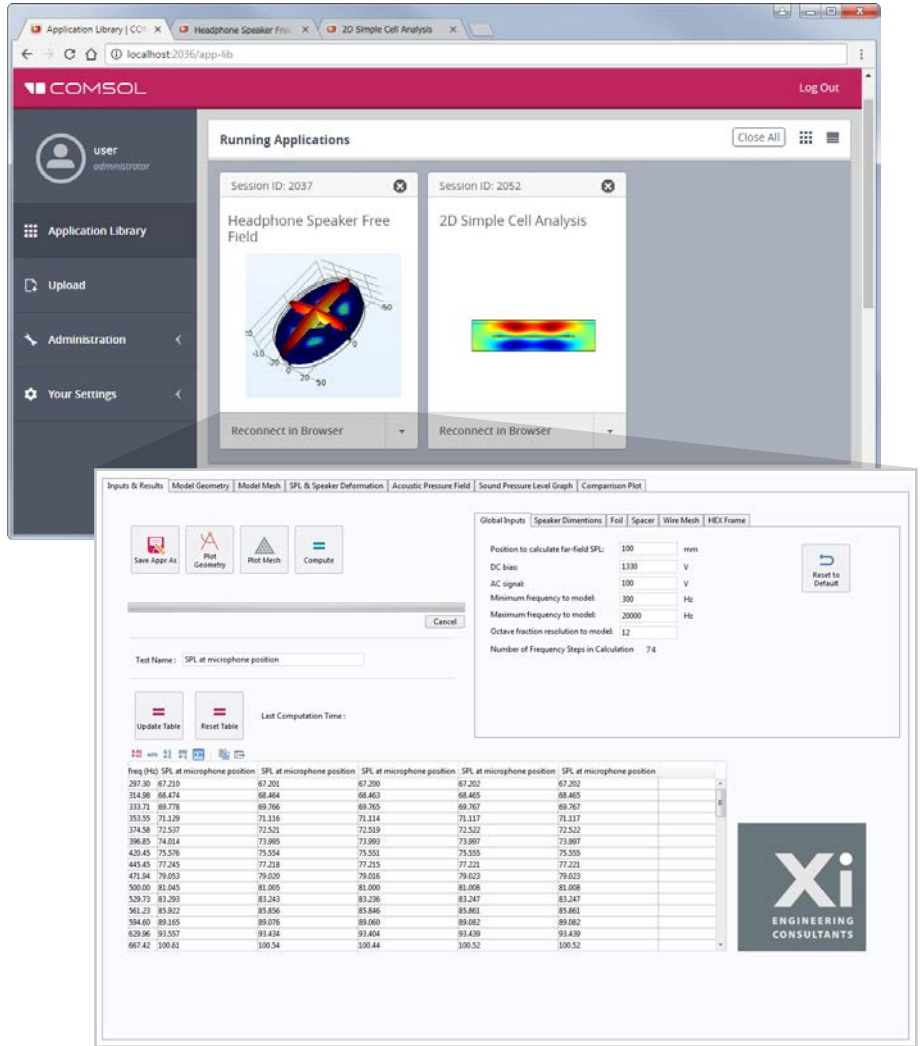 Application Library | CO
Headphone Speaker Fre
2D Simple Cell Analysis
localhost:2036/app-lib
COMSOL
Log Out
user
administrator
Application Library
Upload
Administration
Your Settings
Running Applications
Close All
Session ID: 2037
Headphone Speaker Free
Field
50
-10
-20
0
0
20
50
Reconnect in Browser
Session ID: 2052
2D Simple Cell Analysis
Reconnect in Browser
Inputs & Results
Model Geometry
Model Mesh
SPL & Speaker Deformation
Acoustic Pressure Field
Sound Pressure Level Graph
Comparrison Plot
Save Appr As
Plot
Geometry
Plot Mesh
Compute
Cancel
Test Name : SPL at microphone position
Update Table
Reset Table
Last Computation Time :
Global Inputs
Speaker Dimentions
Foil
Spacer
Wire Mesh
HEX Frame
Position to calculate far-field SPL: 100 mm
DC bias: 1330 V
AC signal: 100 V
Minimum frequency to model: 300 Hz
Maximum frequency to model: 20000 Hz
Octave fraction resolution to model: 12
Number of Frequency Steps in Calculation 74
Reset to
Default
freq (Hz) SPL at microphone position SPL at microphone position SPL at microphone position SPL at microphone position SPL at microphone position
297.30 67.210 67.201 67.200 67.202 67.202
314.98 68.474 68.464 68.463 68.465 68.465
333.71 69.778 69.766 69.765 69.767 69.767
353.55 71.129 71.116 71.114 71.117 71.117
374.58 72.537 72.521 72.519 72.522 72.522
396.85 74.014 73.995 73.993 73.997 73.997
420.45 75.576 75.554 75.551 75.555 75.555
445.45 77.245 77.218 77.215 77.221 77.221
471.94 79.053 79.020 79.016 79.023 79.023
500.00 81.045 81.005 81.000 81.008 81.008
529.73 83.293 83.243 83.236 83.247 83.247
561.23 85.922 85.856 85.846 85.861 85.861
594.60 89.165 89.076 89.060 89.082 89.082
629.96 93.557 93.434 93.404 93.439 93.439
667.42 100.61 100.54 100.44 100.52 100.52
Xi
ENGINEERING
CONSULTANTS